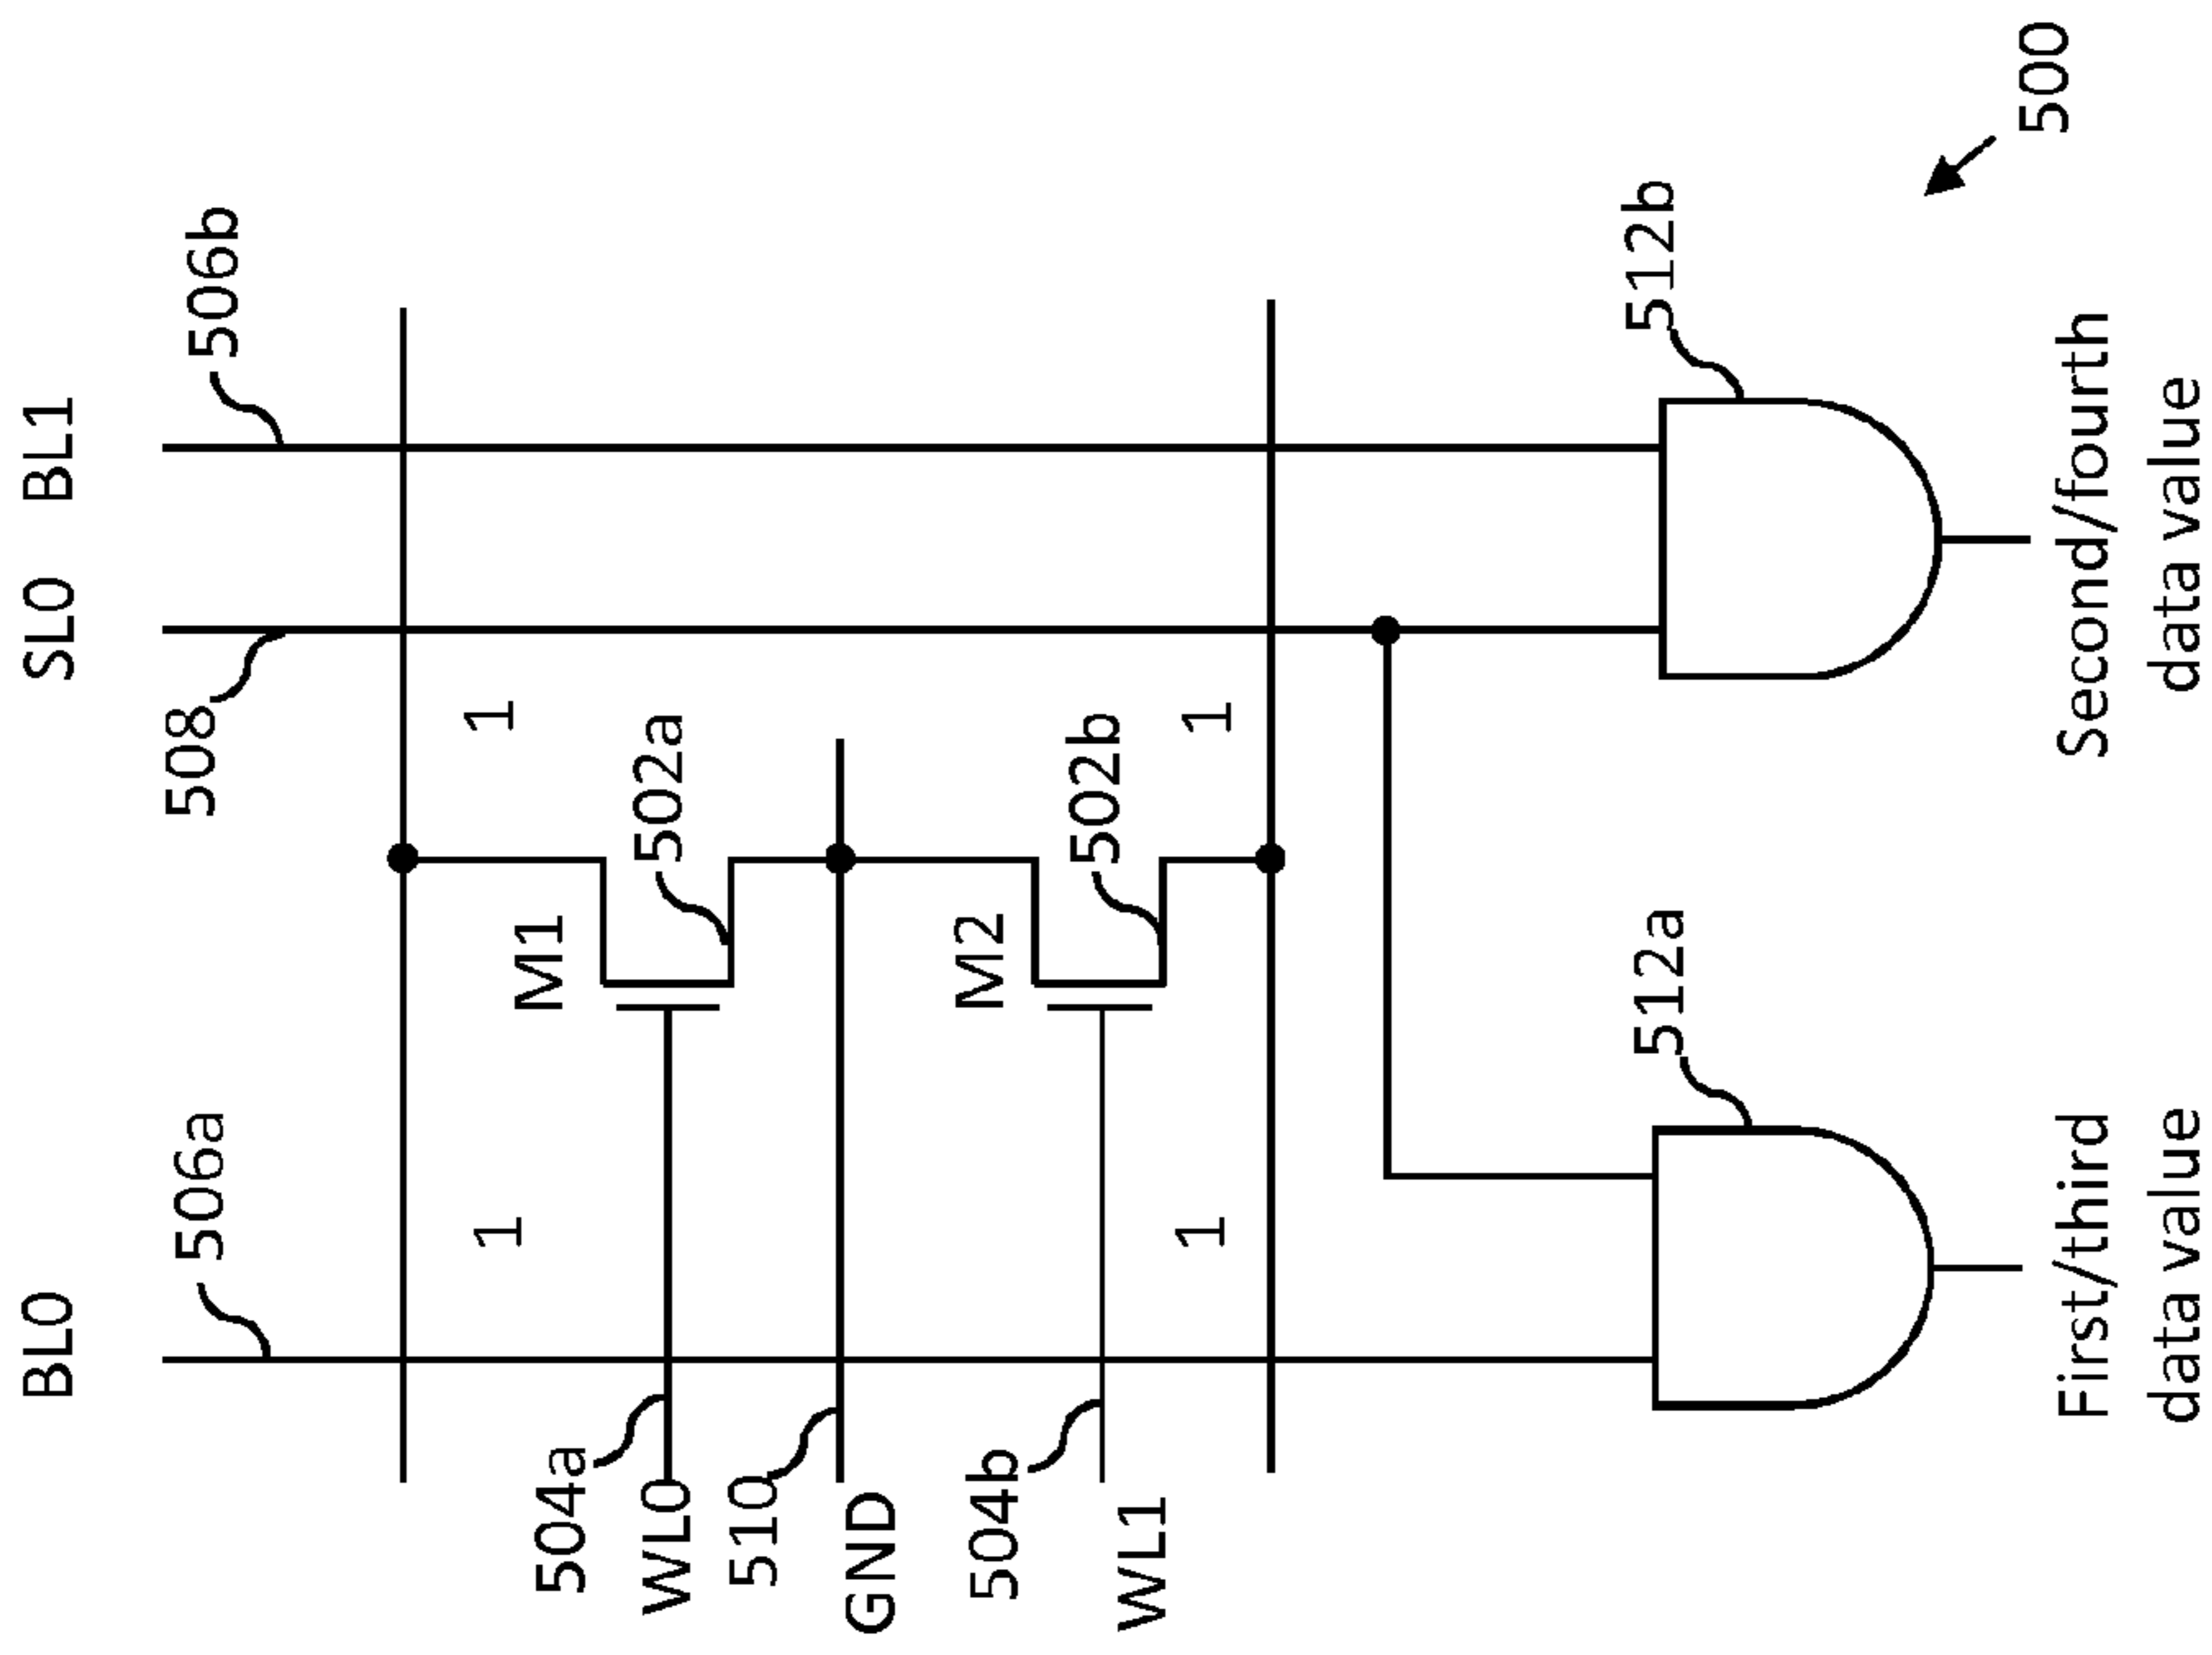 BL0
SL0
BL1
506a
508
506b
1
1
M1
502a
504a
WL0
510
GND
M2
502b
504b
WL1
1
1
512a
512b
First/third
data value
Second/fourth
data value
500